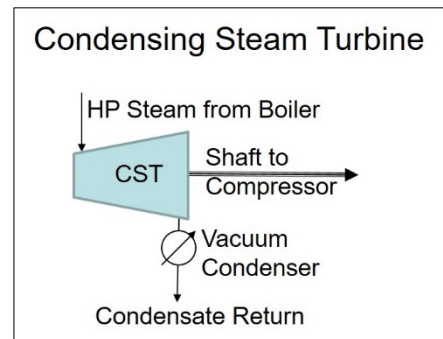 Condensing Steam Turbine
HP Steam from Boiler
CST
Shaft to
Compressor
Vacuum
Condenser
Condensate Return